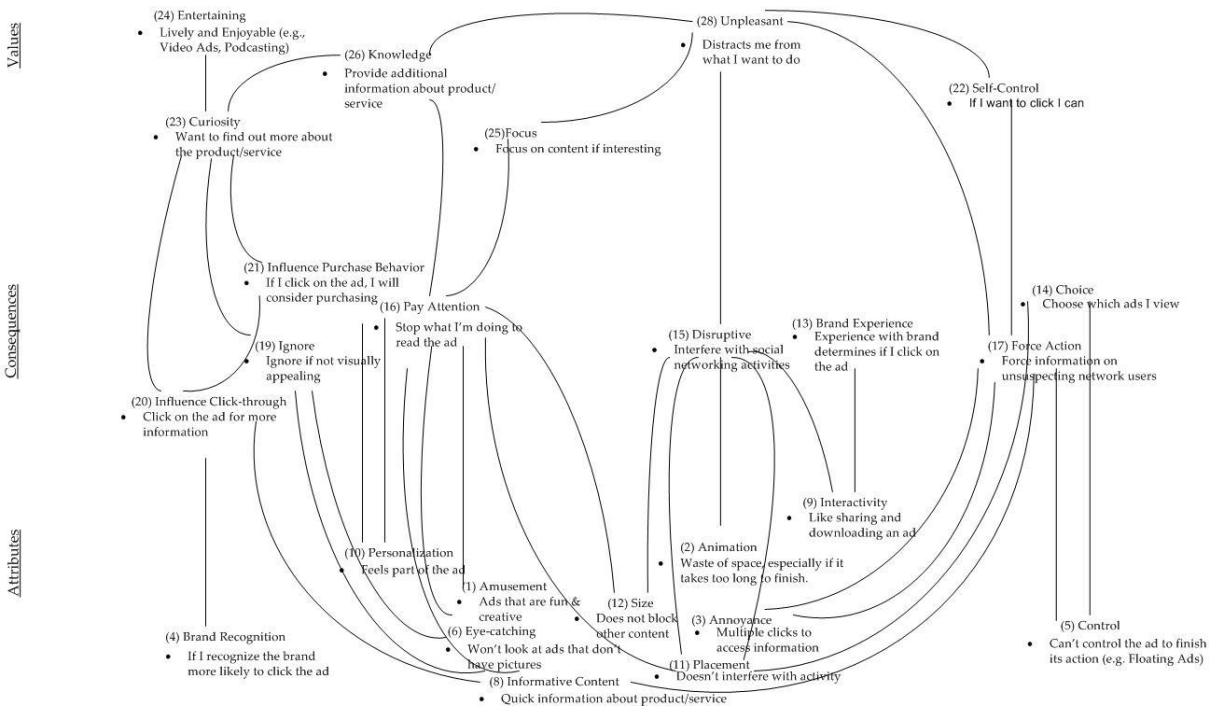 Values
Consequences
Attributes
(24) Entertaining
• Lively and Enjoyable (e.g.,
Video Ads, Podcasting)
(26) Knowledge
• Provide additional
information about product/
service
(28) Unpleasant
• Distracts me from
what I want to do
(22) Self-Control
• If I want to click I can
(23) Curiosity
• Want to find out more about
the product/service
(25)Focus
• Focus on content if interesting
(21) Influence Purchase Behavior
• If I click on the ad, I will
consider purchasing
(16) Pay Attention
• Stop what I'm doing to
read the ad
(14) Choice
• Choose which ads I view
(13) Brand Experience
• Experience with brand
determines if I click on
the ad
(15) Disruptive
• Interfere with social
networking activities
(17) Force Action
• Force information on
unsuspecting network users
(19) Ignore
• Ignore if not visually
appealing
(20) Influence Click-through
• Click on the ad for more
information
(9) Interactivity
• Like sharing and
downloading an ad
(10) Personalization
• Feels part of the ad
(2) Animation
• Waste of space, especially if it
takes too long to finish.
(1) Amusement
• Ads that are fun &
creative
(12) Size
• Does not block
other content
(3) Annoyance
• Multiple clicks to
access information
(5) Control
• Can't control the ad to finish
its action (e.g. Floating Ads)
(4) Brand Recognition
• If I recognize the brand
more likely to click the ad
(6) Eye-catching
• Won't look at ads that don't
have pictures
(11) Placement
• Doesn't interfere with activity
(8) Informative Content
• Quick information about product/service